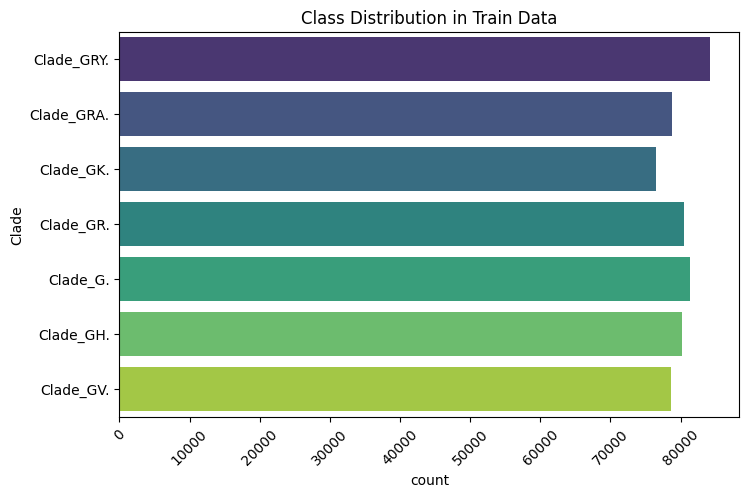 Class Distribution in Train Data
Clade_GRY.
Clade_GRA.
Clade_GK.
Clade_GR.
Clade_G.
Clade_GH.
Clade_GV.
Clade
0
10000
20000
30000
40000
50000
60000
70000
80000
count